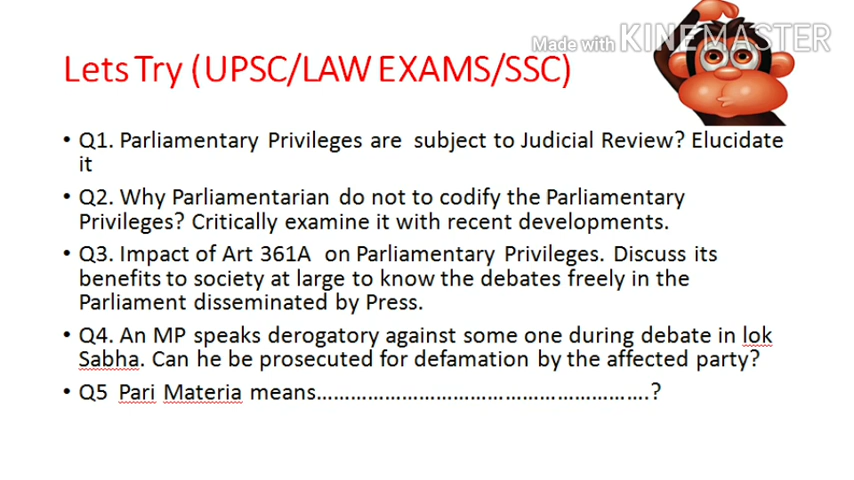 Made with KINEMASTER
Lets Try (UPSC/LAW EXAMS/SSC)
• Q1. Parliamentary Privileges are subject to Judicial Review? Elucidate
it
• Q2. Why Parliamentarian do not to codify the Parliamentary
Privileges? Critically examine it with recent developments.
• Q3. Impact of Art 361A on Parliamentary Privileges. Discuss its
benefits to society at large to know the debates freely in the
Parliament disseminated by Press.
• Q4. An MP speaks derogatory against some one during debate in lok
Sabha. Can he be prosecuted for defamation by the affected party?
• Q5 Pari Materia means……………………………………………………….?